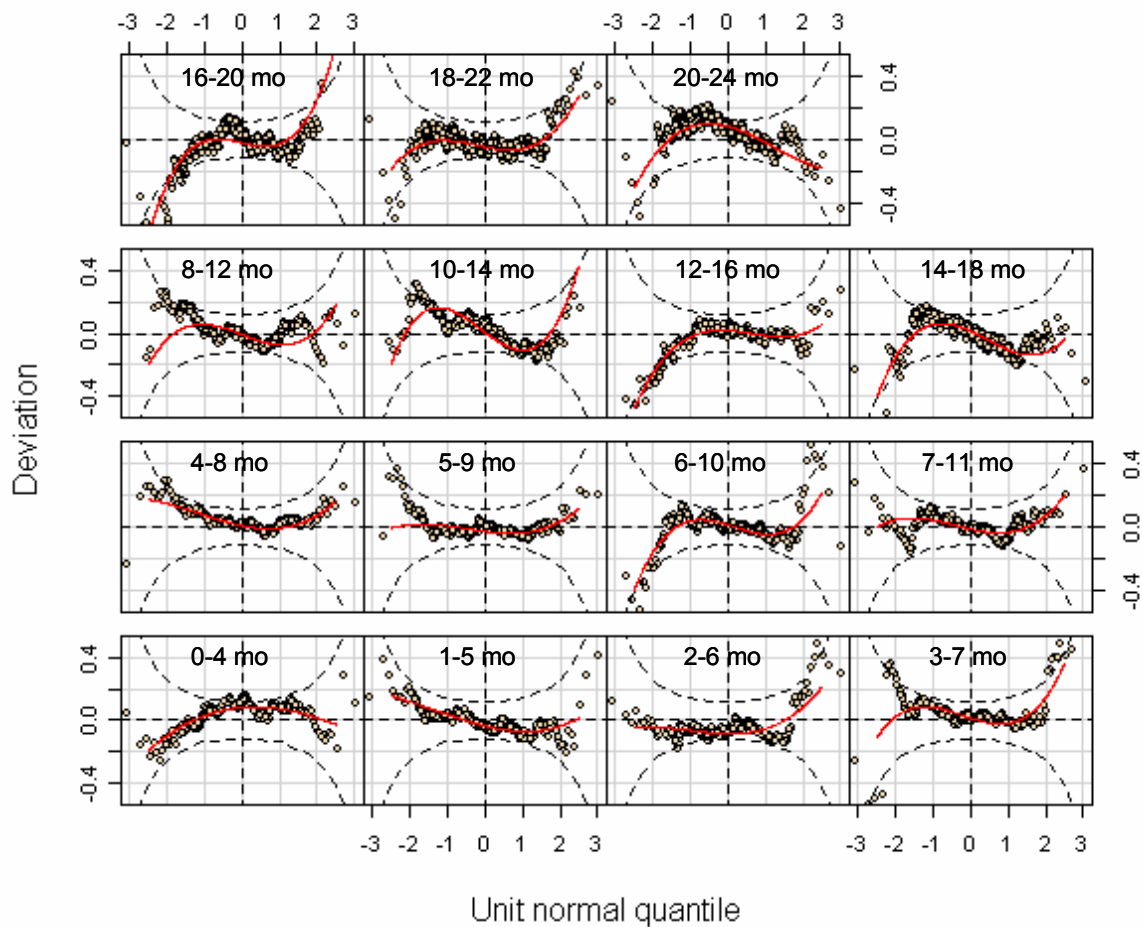 -3 -2 -1 0 1 2 3 -3 -2 -1 0 1 2 3
16-20 mo 18-22 mo 20-24 mo
0.4
0.0
-0.4
8-12 mo 10-14 mo 12-16 mo 14-18 mo
0.4
0.0
-0.4
Deviation
4-8 mo 5-9 mo 6-10 mo 7-11 mo
0.4
0.0
-0.4
0-4 mo 1-5 mo 2-6 mo 3-7 mo
0.4
0.0
-0.4
-3 -2 -1 0 1 2 3 -3 -2 -1 0 1 2 3
Unit normal quantile